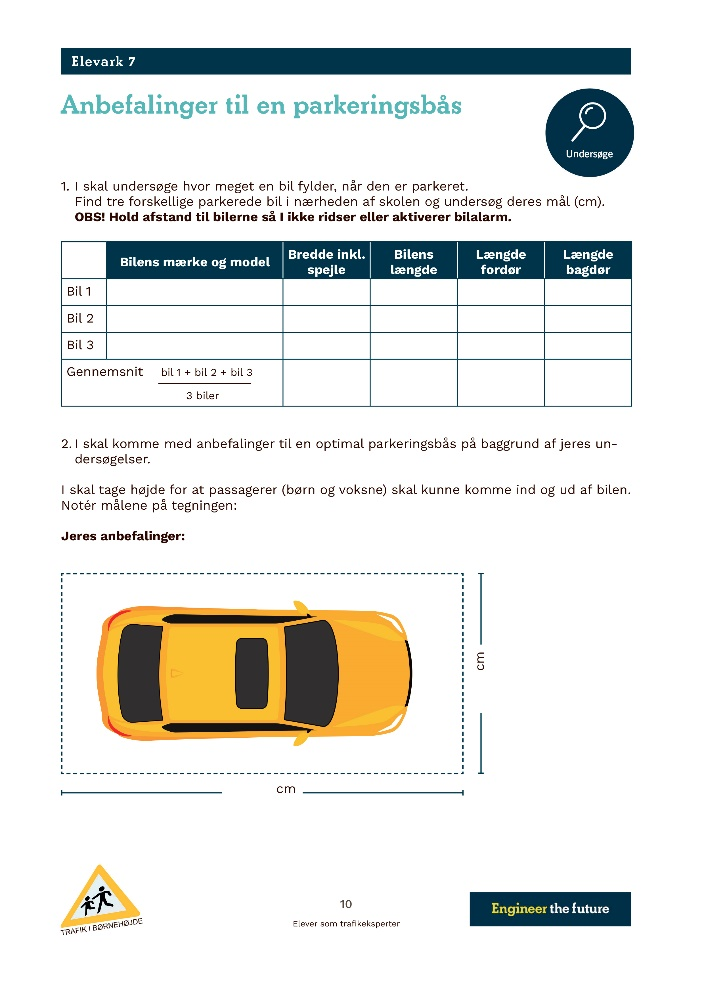 Elevark 7
Anbefalinger til en parkeringsbås
Undersøge
1. I skal undersøge hvor meget en bil fylder, når den er parkeret.
Find tre forskellige parkerede bil i nærheden af skolen og undersøg deres mål (cm).
OBS! Hold afstand til bilerne så I ikke ridser eller aktiverer bilalarm.
Bilens mærke og model
Bredde inkl.
spejle
Bilens
længde
Længde
fordør
Længde
bagdør
Bil 1
Bil 2
Bil 3
Gennemsnit
bil 1 + bil 2 + bil 3
3 biler
2. I skal komme med anbefalinger til en optimal parkeringsbås på baggrund af jeres un-
dersøgelser.
I skal tage højde for at passagerer (børn og voksne) skal kunne komme ind og ud af bilen.
Notér målene på tegningen:
Jeres anbefalinger:
cm
cm
TRAFIK I BØRNEHØJDE
10
Elever som trafikeksperter
Engineer the future